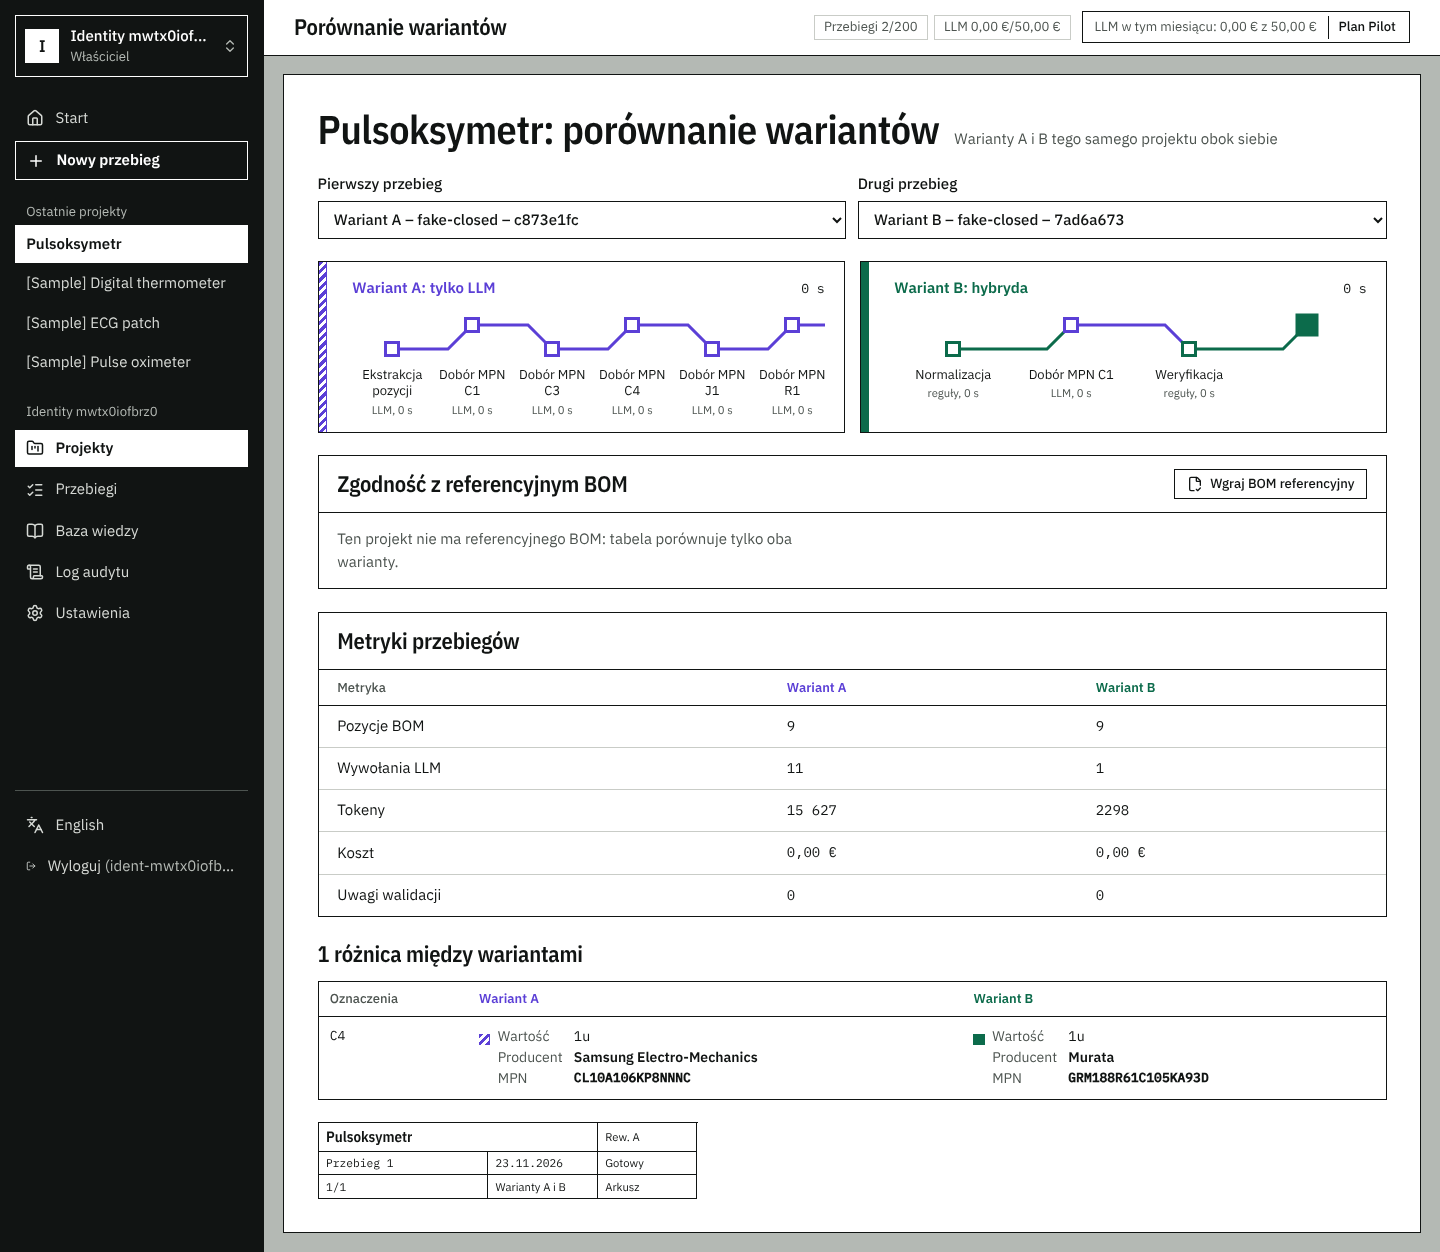 I
Identity mwtx0iof...
Właściciel
Start
Nowy przebieg
Ostatnie projekty
Pulsoksymetr
[Sample] Digital thermometer
[Sample] ECG patch
[Sample] Pulse oximeter
Identity mwtx0iofbrz0
Projekty
Przebiegi
Baza wiedzy
Log audytu
Ustawienia
English
Wyloguj (ident-mwtx0iofb...
Porównanie wariantów
Przebiegi 2/200
LLM 0,00 €/50,00 €
LLM w tym miesiącu: 0,00 € z 50,00 €
Plan Pilot
Pulsoksymetr: porównanie wariantów
Warianty A i B tego samego projektu obok siebie
Pierwszy przebieg
Drugi przebieg
Wariant A – fake-closed – c873e1fc
Wariant B – fake-closed – 7ad6a673
Wariant A: tylko LLM
0 s
Ekstrakcja pozycji
LLM, 0 s
Dobór MPN C1
LLM, 0 s
Dobór MPN C3
LLM, 0 s
Dobór MPN C4
LLM, 0 s
Dobór MPN J1
LLM, 0 s
Dobór MPN R1
LLM, 0 s
Wariant B: hybryda
0 s
Normalizacja
reguły, 0 s
Dobór MPN C1
LLM, 0 s
Weryfikacja
reguły, 0 s
Zgodność z referencyjnym BOM
Wgraj BOM referencyjny
Ten projekt nie ma referencyjnego BOM: tabela porównuje tylko oba
warianty.
Metryki przebiegów
Metryka Wariant A Wariant B
Pozycje BOM 9 9
Wywołania LLM 11 1
Tokeny 15 627 2298
Koszt 0,00 € 0,00 €
Uwagi walidacji 0 0
1 różnica między wariantami
Oznaczenia Wariant A Wariant B
C4 Wartość 1u Wartość 1u
Producent Samsung Electro-Mechanics Producent Murata
MPN CL10A106KP8NNNC MPN GRM188R61C105KA93D
Pulsoksymetr Rew. A
Przebieg 1 23.11.2026 Gotowy
1/1 Warianty A i B Arkusz